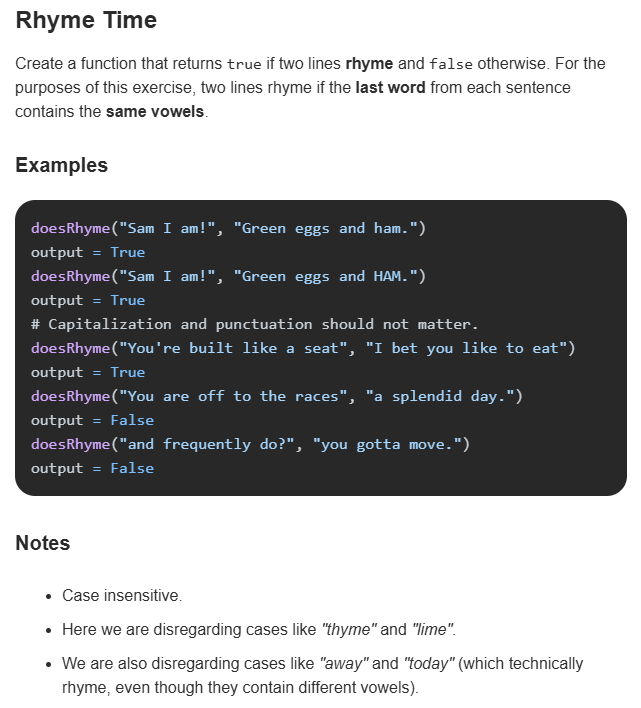 Rhyme Time
Create a function that returns true if two lines rhyme and false otherwise. For the
purposes of this exercise, two lines rhyme if the last word from each sentence
contains the same vowels.
Examples
doesRhyme("Sam I am!", "Green eggs and ham.")
output = True
doesRhyme("Sam I am!", "Green eggs and HAM.")
output = True
# Capitalization and punctuation should not matter.
doesRhyme("You're built like a seat", "I bet you like to eat")
output = True
doesRhyme("You are off to the races", "a splendid day.")
output = False
doesRhyme("and frequently do?", "you gotta move.")
output = False
Notes
• Case insensitive.
• Here we are disregarding cases like "thyme" and "lime".
• We are also disregarding cases like "away" and "today" (which technically
rhyme, even though they contain different vowels).